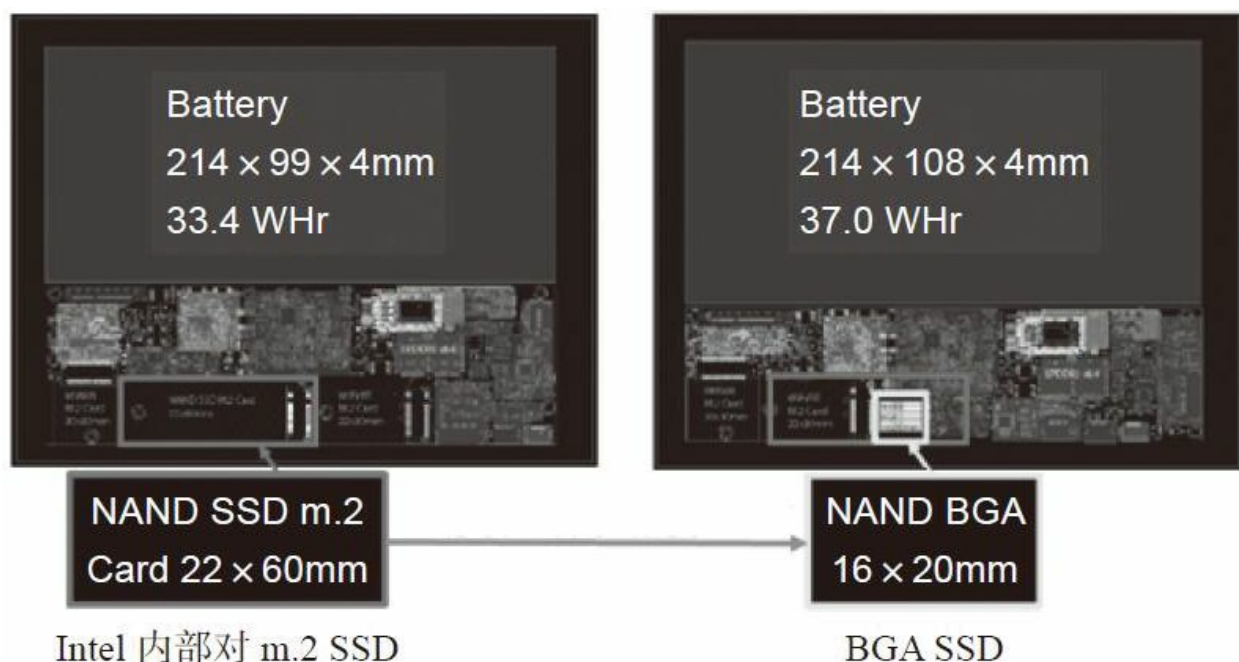 Battery
214 × 99 × 4mm
33.4 WHr
Battery
214 × 108 × 4mm
37.0 WHr
NAND SSD m.2
Card 22 × 60mm
NAND BGA
16 × 20mm
Intel 内部对 m.2 SSD
BGA SSD